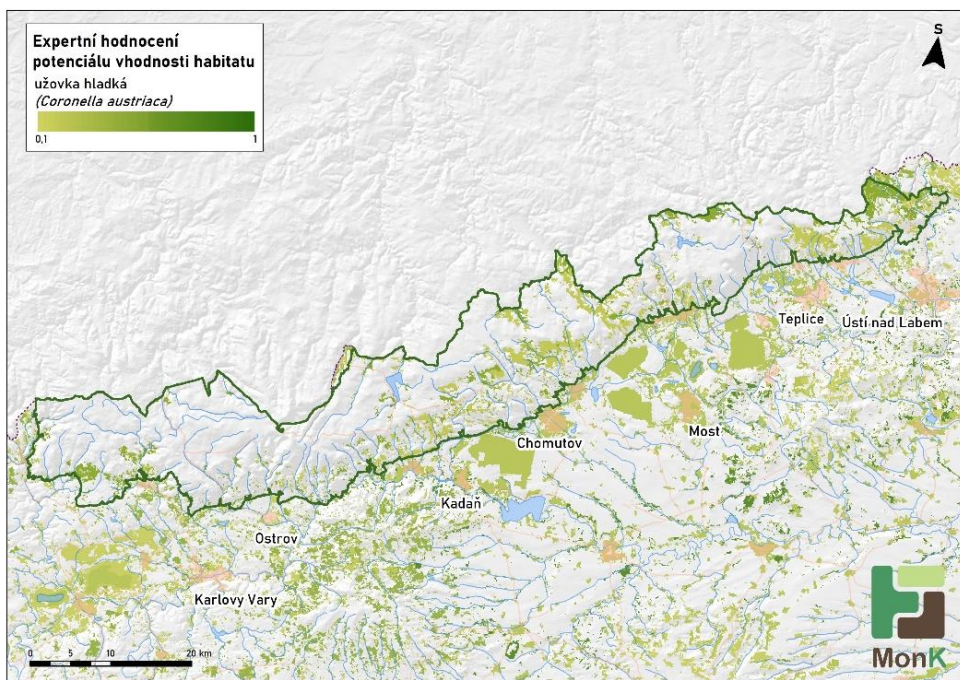 Expertní hodnocení
potenciálu vhodnosti habitatu
užovka hladká
(Coronella austriaca)
0,1 1
S
Teplice
Ústí nad Labem
Most
Chomutov
Kadaň
Ostrov
Karlovy Vary
0 5 10 20 km
MonK